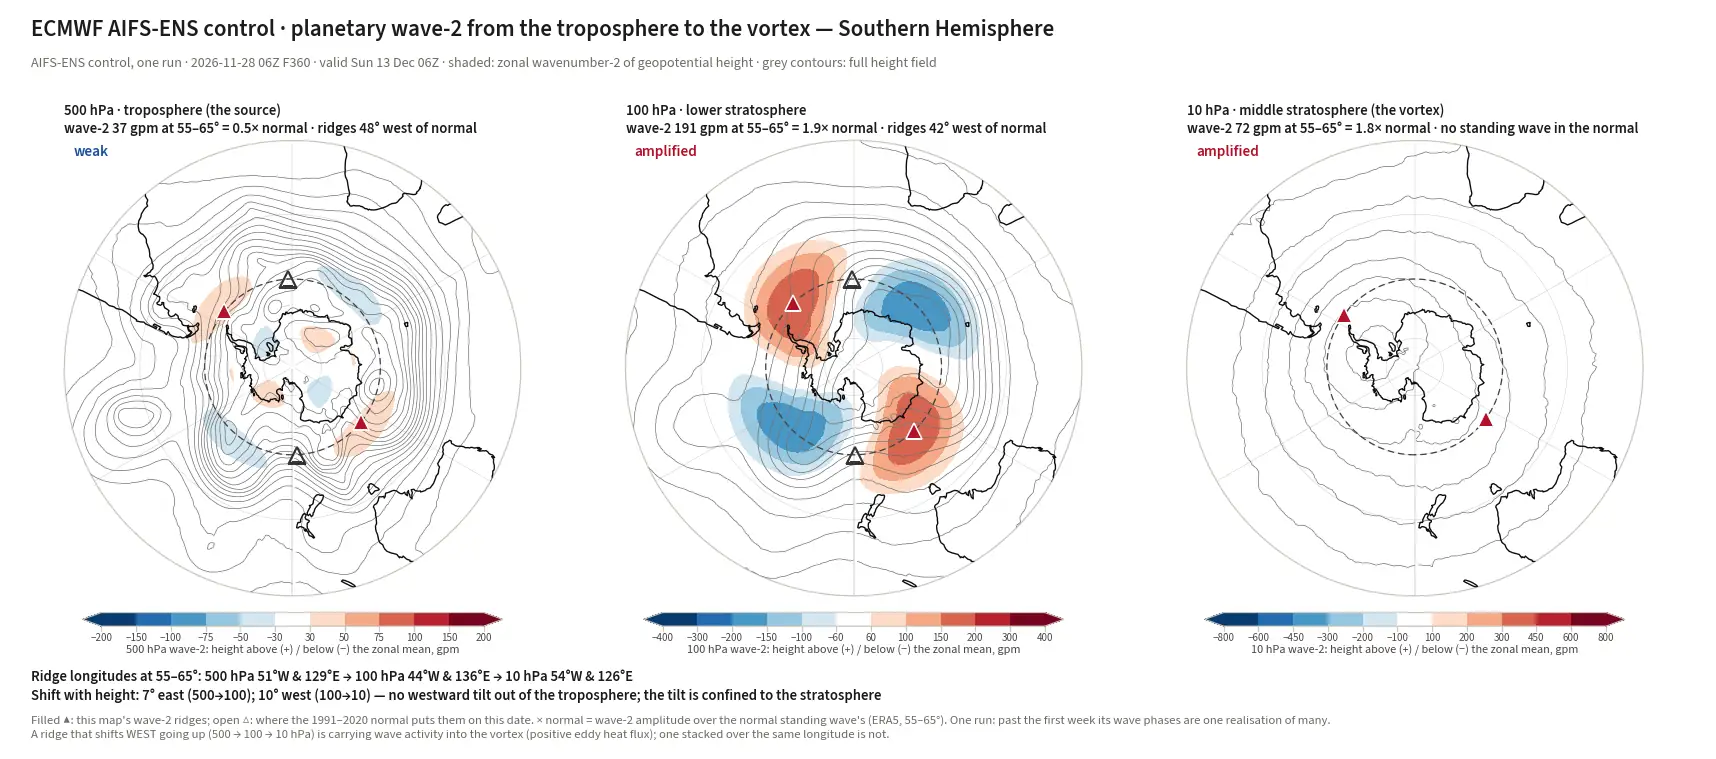 ECMWF AIFS-ENS control · planetary wave-2 from the troposphere to the vortex — Southern Hemisphere
AIFS-ENS control, one run · 2026-11-28 06Z F360 · valid Sun 13 Dec 06Z · shaded: zonal wavenumber-2 of geopotential height · grey contours: full height field
500 hPa · troposphere (the source)
wave-2 37 gpm at 55–65° = 0.5× normal · ridges 48° west of normal
weak
100 hPa · lower stratosphere
wave-2 191 gpm at 55–65° = 1.9× normal · ridges 42° west of normal
amplified
10 hPa · middle stratosphere (the vortex)
wave-2 72 gpm at 55–65° = 1.8× normal · no standing wave in the normal
amplified
−200 −150 −100 −75 −50 −30 30 50 75 100 150 200
500 hPa wave-2: height above (+) / below (−) the zonal mean, gpm
−400 −300 −200 −150 −100 −60 60 100 150 200 300 400
100 hPa wave-2: height above (+) / below (−) the zonal mean, gpm
−800 −600 −450 −300 −200 −100 100 200 300 450 600 800
10 hPa wave-2: height above (+) / below (−) the zonal mean, gpm
Ridge longitudes at 55–65°: 500 hPa 51°W & 129°E → 100 hPa 44°W & 136°E → 10 hPa 54°W & 126°E
Shift with height: 7° east (500→100); 10° west (100→10) — no westward tilt out of the troposphere; the tilt is confined to the stratosphere
Filled ▲: this map's wave-2 ridges; open △: where the 1991–2020 normal puts them on this date. × normal = wave-2 amplitude over the normal standing wave's (ERA5, 55–65°). One run: past the first week its wave phases are one realisation of many.
A ridge that shifts WEST going up (500 → 100 → 10 hPa) is carrying wave activity into the vortex (positive eddy heat flux); one stacked over the same longitude is not.